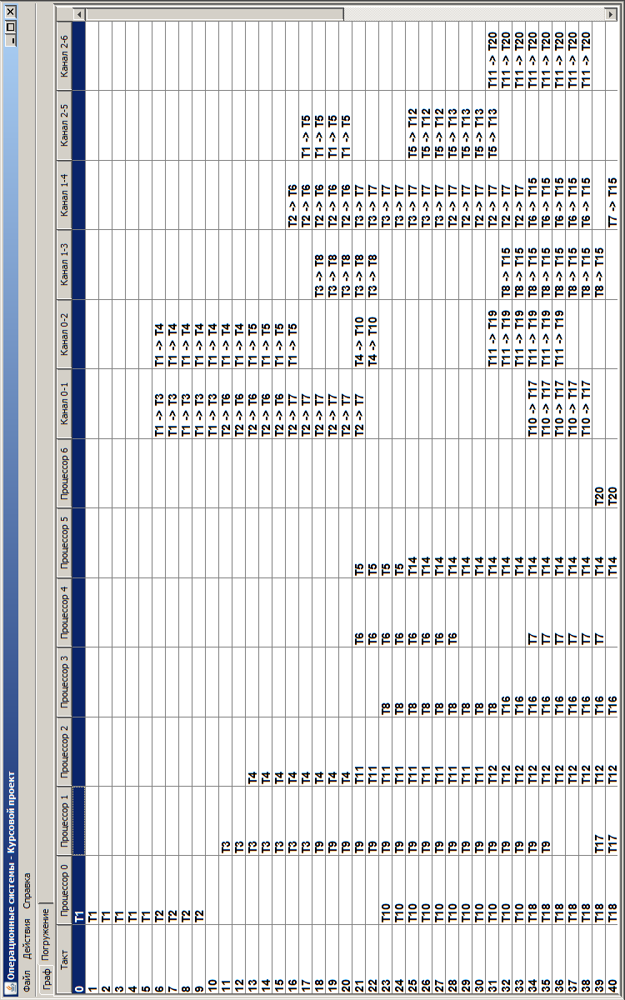 Операционные системы - Курсовой проект
Файл Действия Справка
Граф Погружение
Такт Процессор 0 Процессор 1 Процессор 2 Процессор 3 Процессор 4 Процессор 5 Процессор 6 Канал 0-1 Канал 0-2 Канал 1-3 Канал 1-4 Канал 2-5 Канал 2-6
0 T1
1 T1
2 T1
3 T1
4 T1
5 T1
6 T2 T1 -> T3 T1 -> T4
7 T2 T1 -> T3 T1 -> T4
8 T2 T1 -> T3 T1 -> T4
9 T2 T1 -> T3 T1 -> T4
10 T1 -> T3 T1 -> T4
11 T3 T2 -> T6 T1 -> T4
12 T3 T2 -> T6 T1 -> T4
13 T3 T4 T2 -> T6 T1 -> T5
14 T3 T4 T2 -> T6 T1 -> T5
15 T3 T4 T2 -> T6 T1 -> T5
16 T3 T4 T2 -> T7 T1 -> T5 T2 -> T6
17 T3 T4 T2 -> T7 T2 -> T6 T1 -> T5
18 T9 T4 T2 -> T7 T3 -> T8 T2 -> T6 T1 -> T5
19 T9 T4 T2 -> T7 T3 -> T8 T2 -> T6 T1 -> T5
20 T9 T4 T2 -> T7 T3 -> T8 T2 -> T6 T1 -> T5
21 T9 T11 T6 T5 T2 -> T7 T4 -> T10 T3 -> T8 T3 -> T7
22 T9 T11 T6 T5 T4 -> T10 T3 -> T8 T3 -> T7
23 T10 T9 T11 T8 T6 T5 T3 -> T7
24 T10 T9 T11 T8 T6 T5 T3 -> T7
25 T10 T9 T11 T8 T6 T14 T3 -> T7 T5 -> T12
26 T10 T9 T11 T8 T6 T14 T3 -> T7 T5 -> T12
27 T10 T9 T11 T8 T6 T14 T3 -> T7 T5 -> T12
28 T10 T9 T11 T8 T6 T14 T2 -> T7 T5 -> T13
29 T10 T9 T11 T8 T14 T2 -> T7 T5 -> T13
30 T10 T9 T11 T8 T14 T2 -> T7 T5 -> T13
31 T10 T9 T12 T8 T14 T11 -> T19 T2 -> T7 T5 -> T13 T11 -> T20
32 T10 T9 T12 T16 T14 T11 -> T19 T8 -> T15 T2 -> T7 T11 -> T20
33 T10 T9 T12 T16 T14 T11 -> T19 T8 -> T15 T2 -> T7 T11 -> T20
34 T18 T9 T12 T16 T7 T14 T10 -> T17 T11 -> T19 T8 -> T15 T6 -> T15 T11 -> T20
35 T18 T9 T12 T16 T7 T14 T10 -> T17 T11 -> T19 T8 -> T15 T6 -> T15 T11 -> T20
36 T18 T12 T16 T7 T14 T10 -> T17 T11 -> T19 T8 -> T15 T6 -> T15 T11 -> T20
37 T18 T12 T16 T7 T14 T10 -> T17 T8 -> T15 T6 -> T15 T11 -> T20
38 T18 T12 T16 T7 T14 T10 -> T17 T8 -> T15 T6 -> T15 T11 -> T20
39 T18 T17 T12 T16 T7 T14 T20 T8 -> T15
40 T18 T17 T12 T16 T14 T20 T7 -> T15